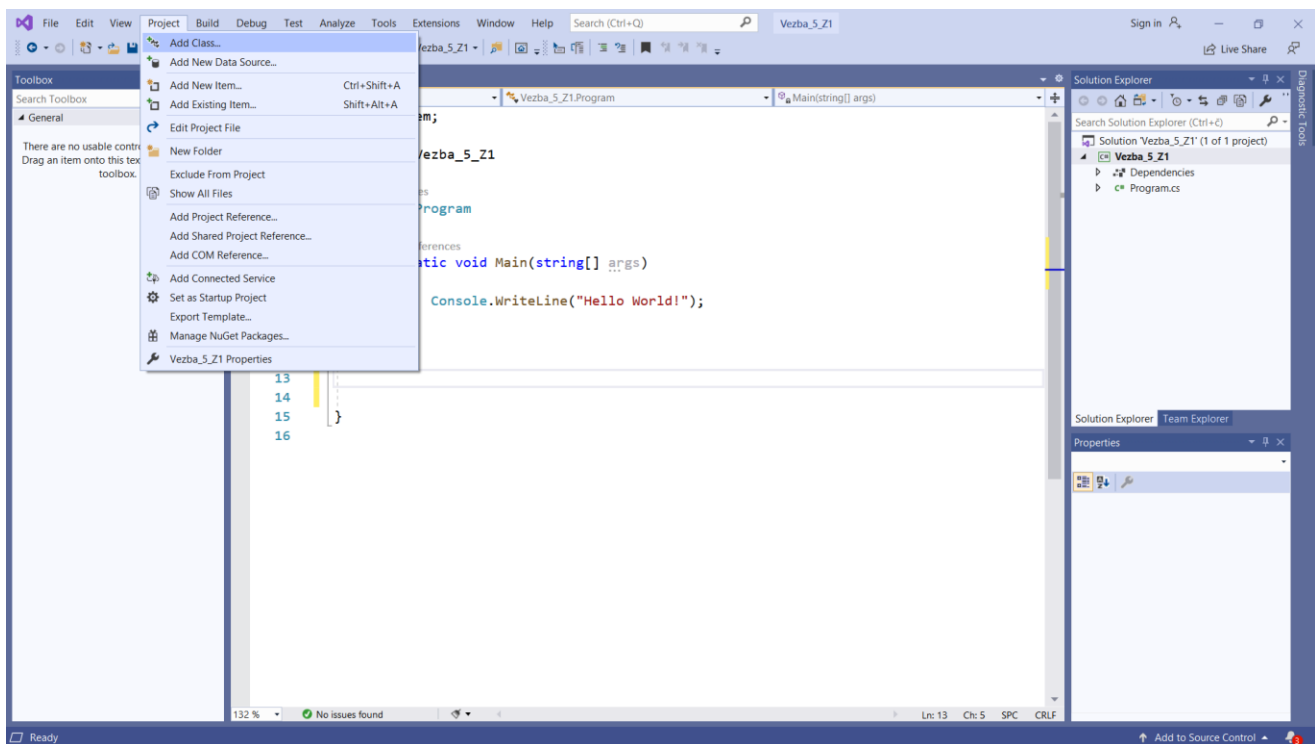 File Edit View Project Build Debug Test Analyze Tools Extensions Window Help Search (Ctrl+Q) Vezba_5_Z1 Sign in
Vezba_5_Z1 Live Share
Toolbox
Search Toolbox
General
There are no usable contr
Drag an item onto this tex
toolbox.
Add Class...
Add New Data Source...
Add New Item... Ctrl+Shift+A
Add Existing Item... Shift+Alt+A
Edit Project File
New Folder
Exclude From Project
Show All Files
Add Project Reference...
Add Shared Project Reference...
Add COM Reference...
Add Connected Service
Set as Startup Project
Export Template...
Manage NuGet Packages...
Vezba_5_Z1 Properties
Vezba_5_Z1.Program Main(string[] args)
em;
Vezba_5_Z1
es
Program
ferences
atic void Main(string[] args)
Console.WriteLine("Hello World!");
13
14
15 }
16
132 % No issues found Ln: 13 Ch: 5 SPC CRLF
Solution Explorer
Search Solution Explorer (Ctrl+č)
Solution 'Vezba_5_Z1' (1 of 1 project)
C# Vezba_5_Z1
Dependencies
C# Program.cs
Solution Explorer Team Explorer
Properties
Diagnostic Tools
Ready Add to Source Control 3